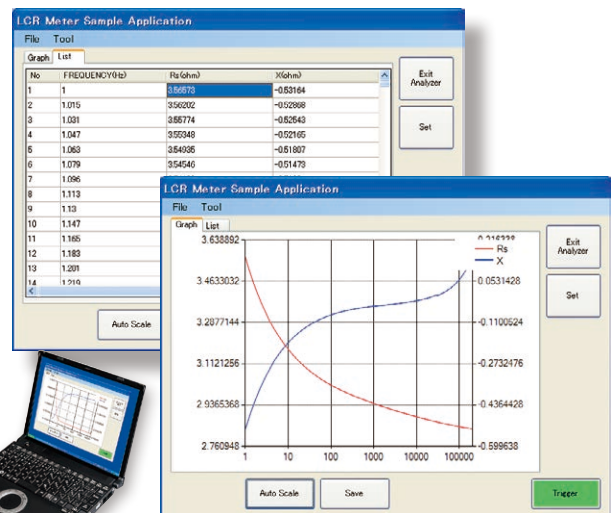 LCR Meter Sample Application
File Tool
Graph List
No FREQUENCY(Hz) Rs(ohm) X(ohm)
1 1 3.56573 -0.53164
2 1.015 3.56202 -0.52868
3 1.031 3.55774 -0.52543
4 1.047 3.55348 -0.52165
5 1.063 3.54935 -0.51807
6 1.079 3.54546 -0.51473
7 1.096
8 1.113
9 1.13
10 1.147
11 1.165
12 1.183
13 1.201
14 1.219
Exit
Analyzer
Set
Auto Scale
LCR Meter Sample Application
File Tool
Graph List
3.638892
3.4633032
3.2877144
3.1121256
2.9365368
2.760948
Rs
X
0.0531428
-0.1100524
-0.2732476
-0.4364428
-0.599638
1 10 100 1000 10000 100000
Exit
Analyzer
Set
Auto Scale Save Trigger